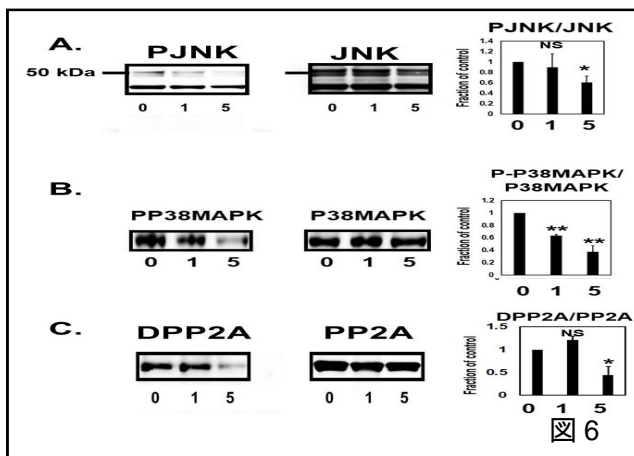 A.
PJNK
JNK
50 kDa
0 1 5
0 1 5
PJNK/JNK
NS
*
Fraction of control
1.4
1.2
1
0.8
0.6
0.4
0.2
0
0 1 5
B.
PP38MAPK
P38MAPK
0 1 5
0 1 5
P-P38MAPK/
P38MAPK
** **
Fraction of control
1.2
1
0.8
0.6
0.4
0.2
0
0 1 5
C.
DPP2A
PP2A
0 1 5
0 1 5
DPP2A/PP2A
NS
*
Fraction of control
1.5
1
0.5
0
0 1 5
図 6